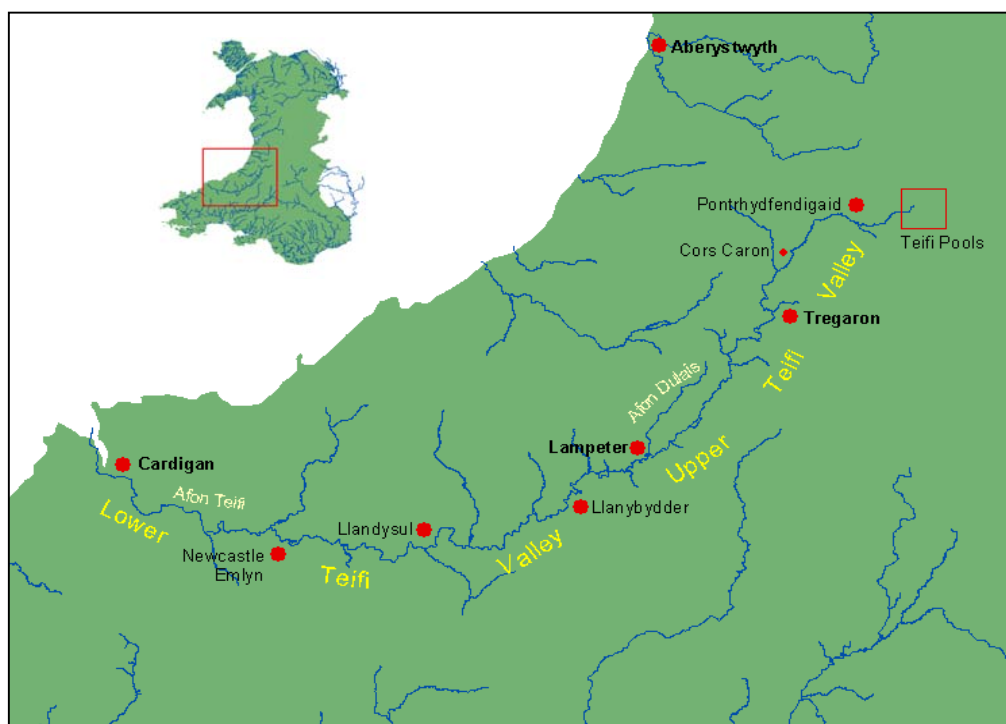 Aberystwyth
Pontrhydfendigaid
Teifi Pools
Cors Caron
Valley
Tregaron
Teifi
Afon Dulais
Upper
Lampeter
Llanybydder
Cardigan
Afon Teifi
Lower
Llandysul
Valley
Newcastle
Emlyn
Teifi